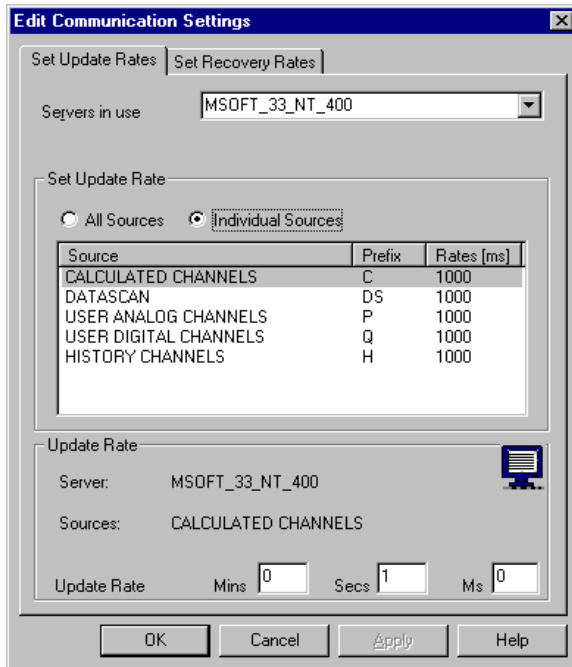 Edit Communication Settings
Set Update Rates Set Recovery Rates
Servers in use MSOFT_33_NT_400
Set Update Rate
All Sources Individual Sources
Source Prefix Rates [ms]
CALCULATED CHANNELS C 1000
DATASCAN DS 1000
USER ANALOG CHANNELS P 1000
USER DIGITAL CHANNELS Q 1000
HISTORY CHANNELS H 1000
Update Rate
Server: MSOFT_33_NT_400
Sources: CALCULATED CHANNELS
Update Rate Mins 0 Secs 1 Ms 0
OK Cancel Apply Help